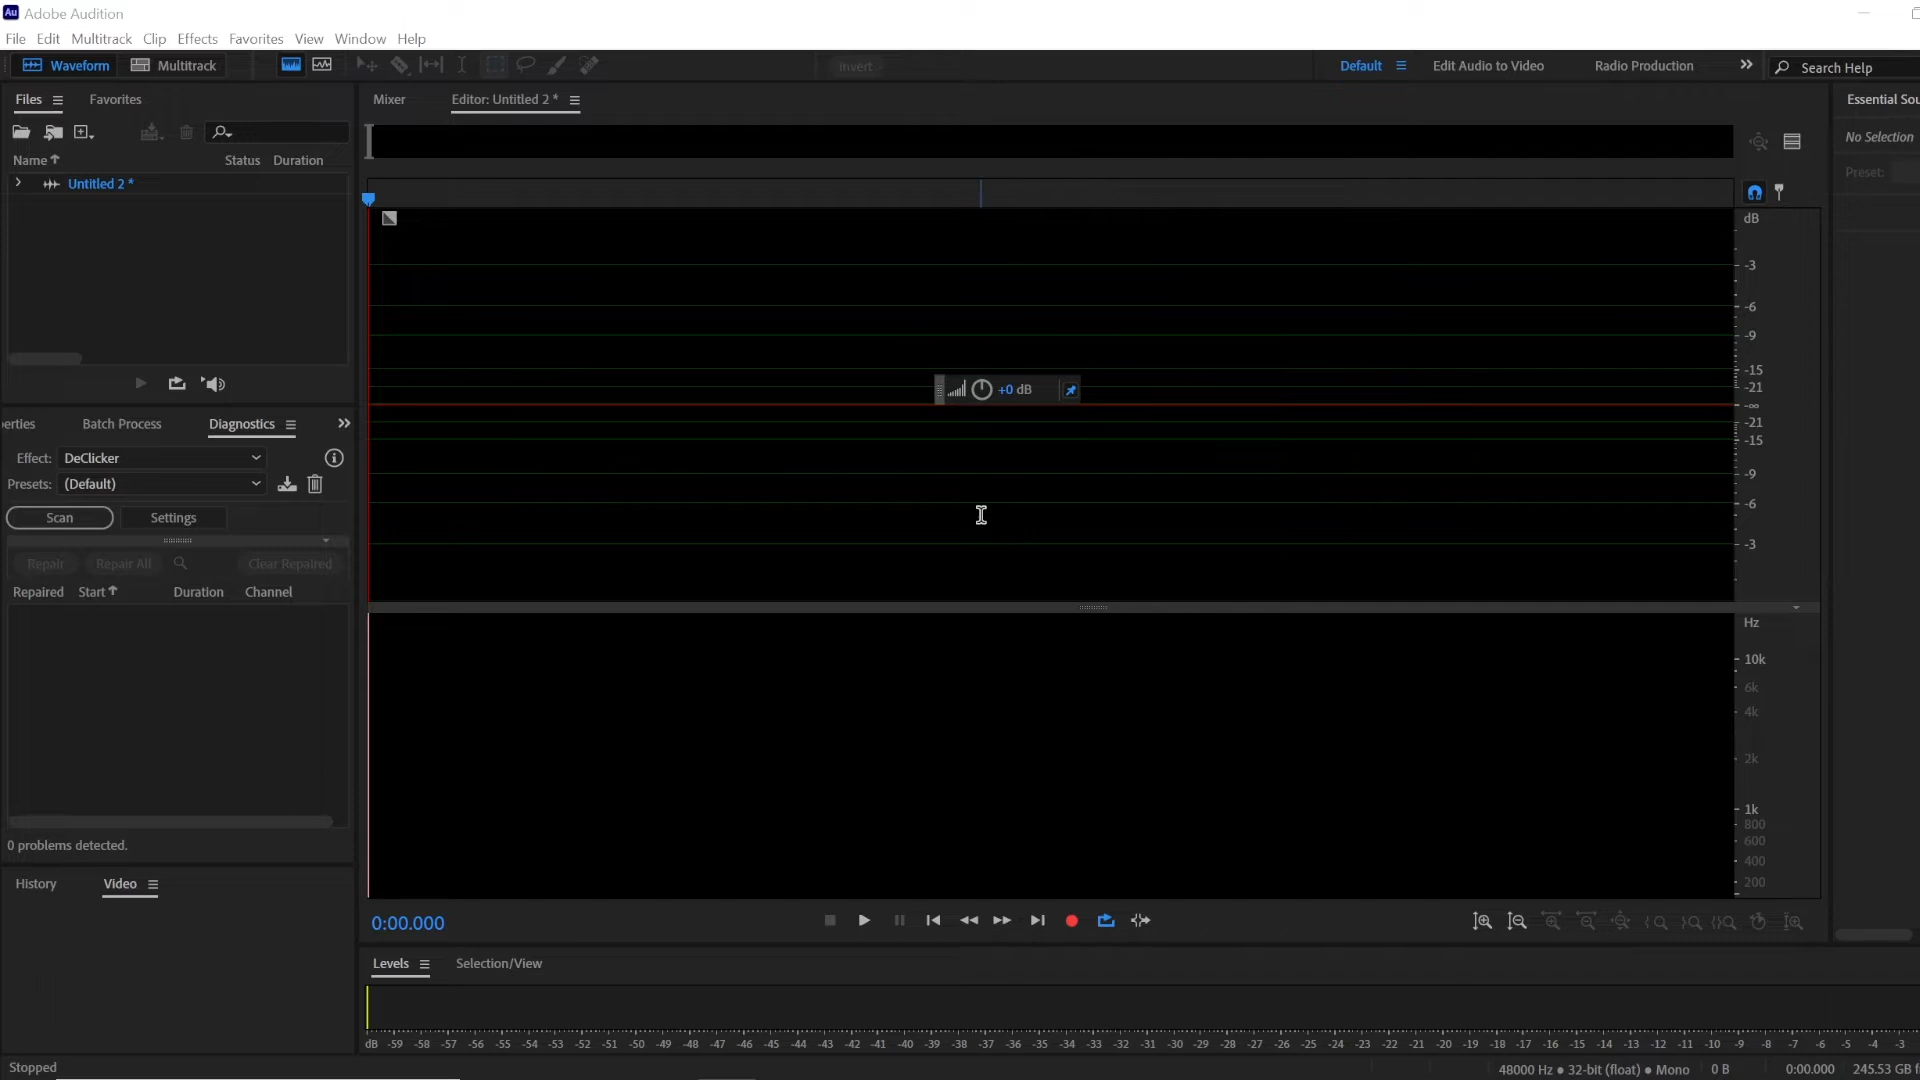 Au Adobe Audition
File Edit Multitrack Clip Effects Favorites View Window Help
Waveform Multitrack Invert Default Edit Audio to Video Radio Production Search Help
Files Favorites
Name Status Duration
Untitled 2 *
Mixer Editor: Untitled 2 *
Essential Sou
No Selection
Preset:
dB
-3
-6
-9
-15
-21
-∞
-21
-15
-9
-6
-3
+0 dB
erties Batch Process Diagnostics
Effect: DeClicker
Presets: (Default)
Scan Settings
Repair Repair All Clear Repaired
Repaired Start Duration Channel
0 problems detected.
Hz
10k
6k
4k
2k
1k
800
600
400
200
History Video
0:00.000
Levels Selection/View
dB -59 -58 -57 -56 -55 -54 -53 -52 -51 -50 -49 -48 -47 -46 -45 -44 -43 -42 -41 -40 -39 -38 -37 -36 -35 -34 -33 -32 -31 -30 -29 -28 -27 -26 -25 -24 -23 -22 -21 -20 -19 -18 -17 -16 -15 -14 -13 -12 -11 -10 -9 -8 -7 -6 -5 -4 -3
Stopped 48000 Hz ● 32-bit (float) ● Mono 0 B 0:00.000 245.53 GB f